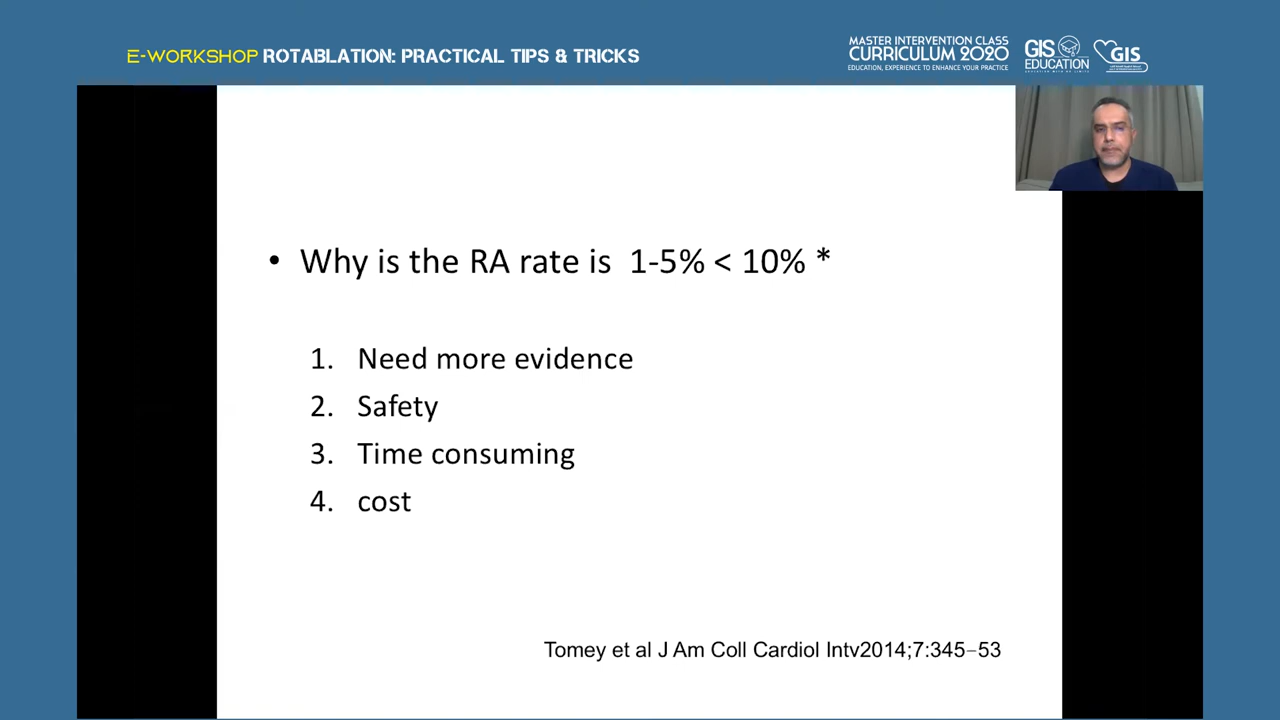 E-WORKSHOP ROTABLATION: PRACTICAL TIPS & TRICKS
MASTER INTERVENTION CLASS
CURRICULUM 2020
EDUCATION, EXPERIENCE TO ENHANCE YOUR PRACTICE
GIS
EDUCATION
GIS
• Why is the RA rate is 1-5% < 10% *
1. Need more evidence
2. Safety
3. Time consuming
4. cost
Tomey et al J Am Coll Cardiol Intv2014;7:345–53